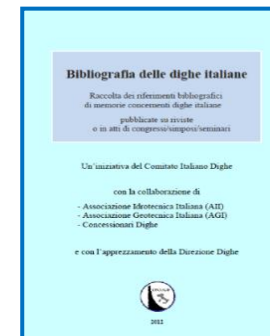 Bibliografia delle dighe italiane
Raccolta dei riferimenti bibliografici
di memorie concernenti dighe italiane
pubblicate su riviste
o in atti di congressi/simposi/seminari
Un'iniziativa del Comitato Italiano Dighe
con la collaborazione di
- Associazione Idrotecnica Italiana (AII)
- Associazione Geotecnica Italiana (AGI)
- Concessionari Dighe
e con l'apprezzamento della Direzione Dighe
2012